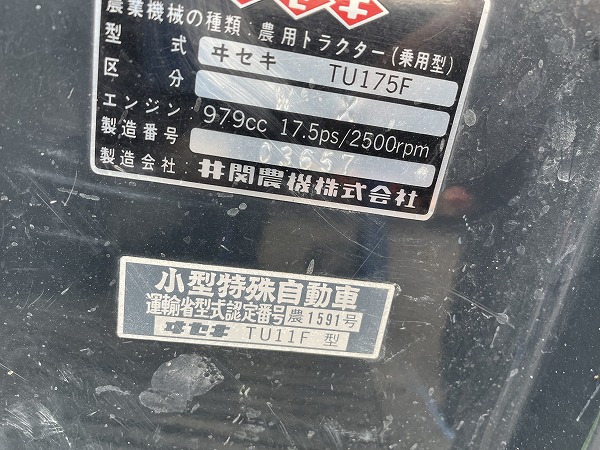 ヰセキ
農業機械の種類:農用トラクター(乗用型)
型式 ヰセキ TU175F
区分 X
エンジン 979cc 17.5ps/2500rpm
製造番号 03657
製造会社 井関農機株式会社
小型特殊自動車
運輸省型式認定番号 農1591号
ヰセキ TU11F 型